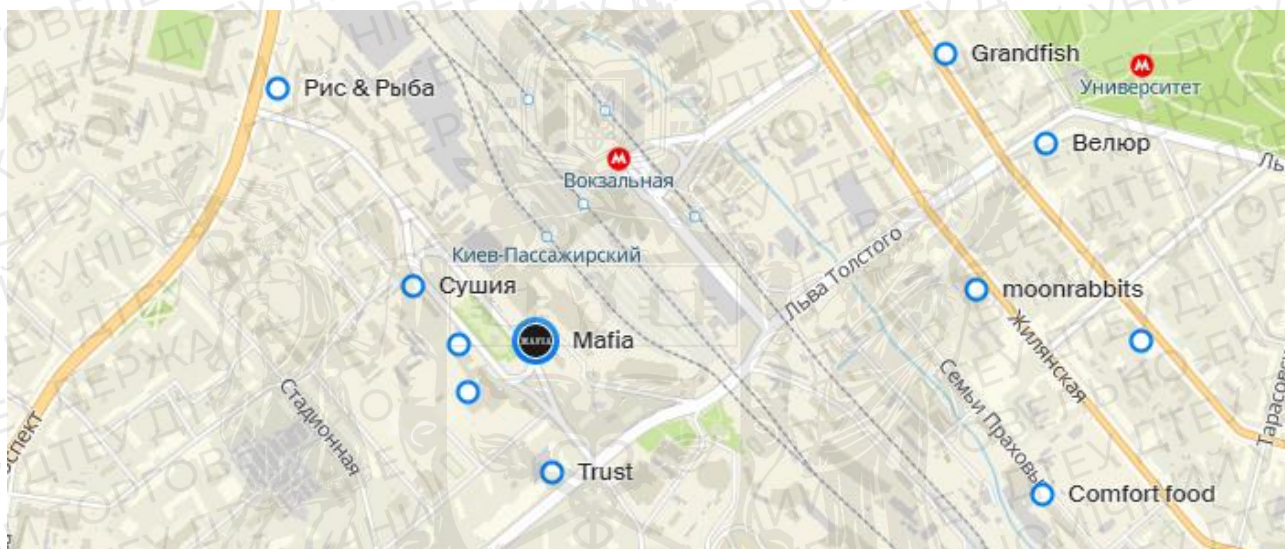 Grandfish
Рис & Рыба
Университет
Велюр
Вокзальная
Киев-Пассажирский
Льва Толстого
Сушия
moonrabbits
MAFIA
Mafia
Жилянская
Стадионная
Семьи Праховых
Trust
Comfort food